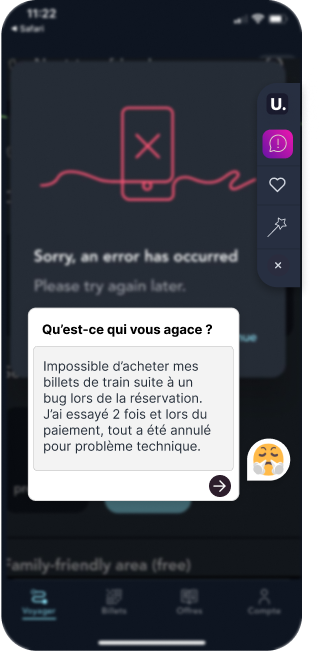 11:22
Safari
U.
Sorry, an error has occurred
Please try again later.
Qu'est-ce qui vous agace ?
Impossible d'acheter mes
billets de train suite à un
bug lors de la réservation.
J'ai essayé 2 fois et lors du
paiement, tout a été annulé
pour problème technique.
Family-friendly area (free)
Voyager
Billets
Offres
Compte